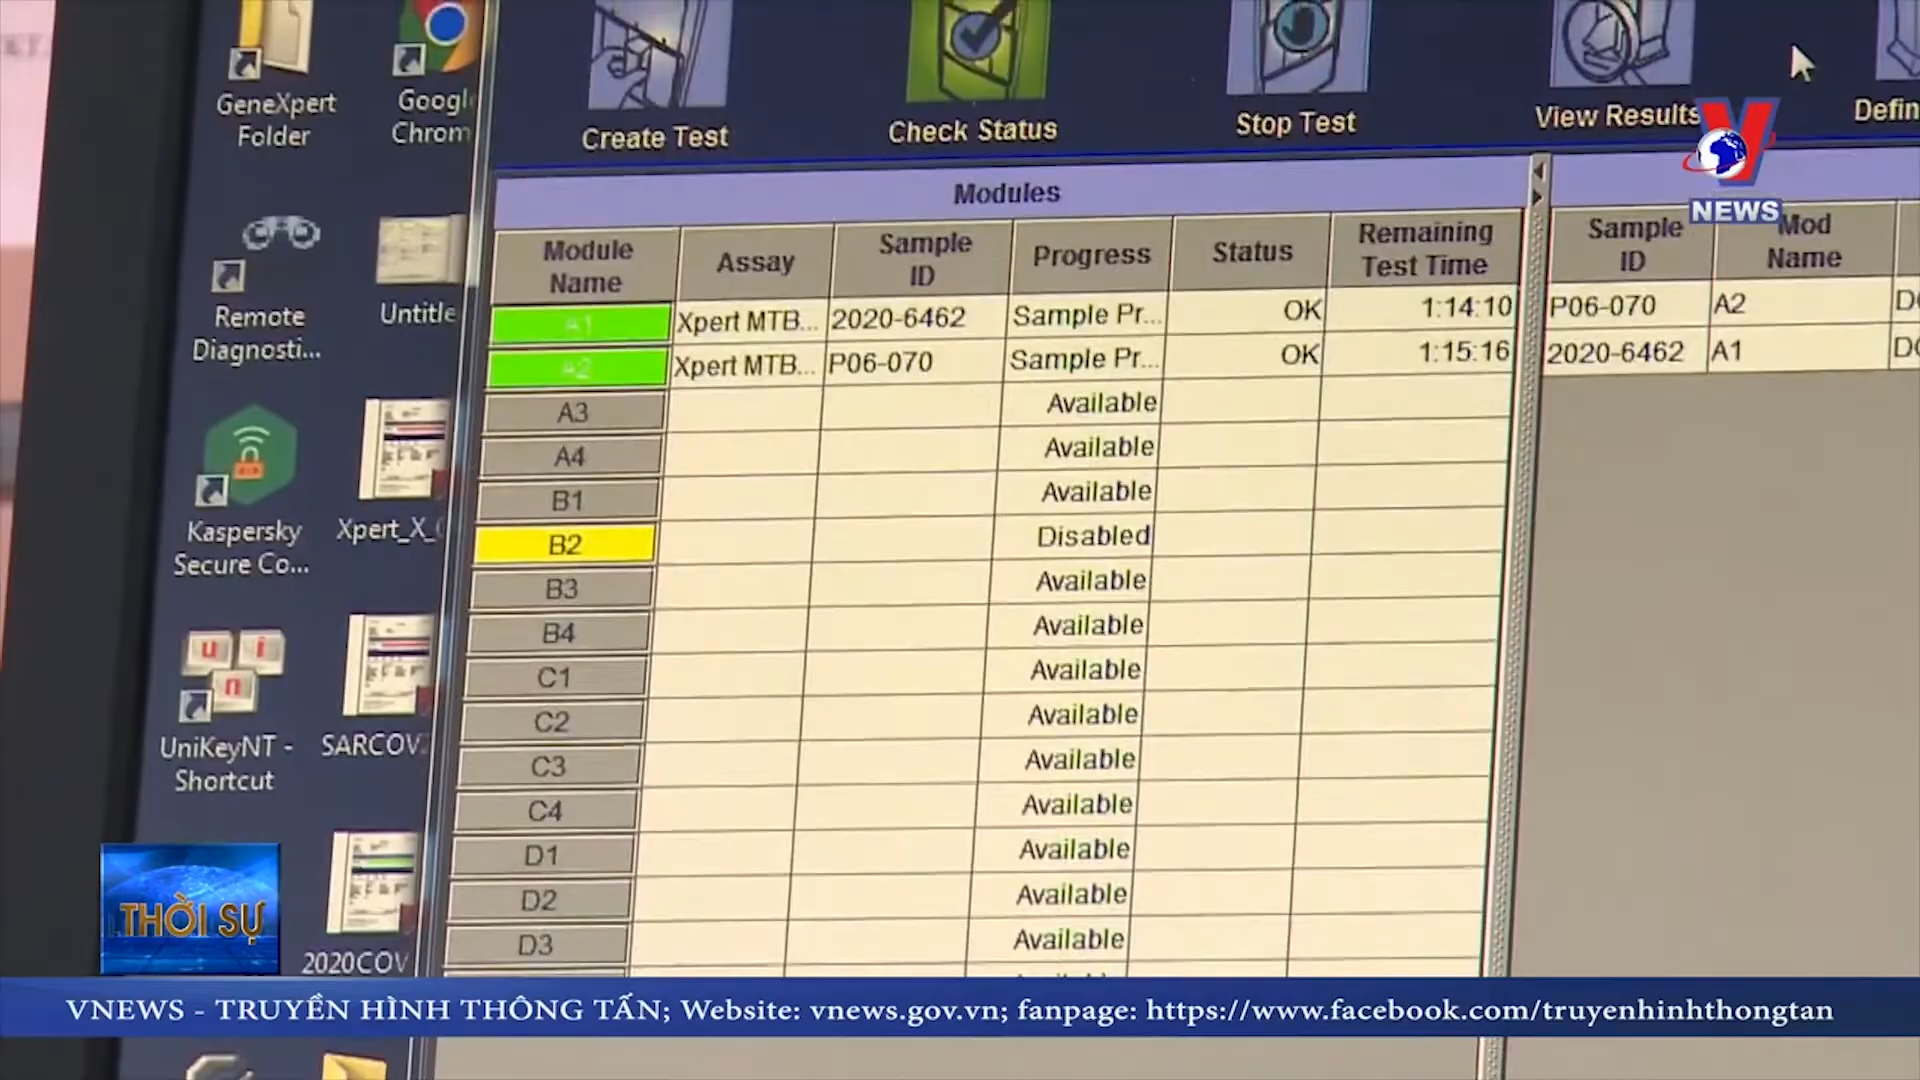 GeneXpert
Folder
Chrom
Remote
Diagnosti...
Untitle
Kaspersky
Secure Co...
Xpert_X_
UniKeyNT -
Shortcut
SARCOV
2020COV
Create Test
Check Status
Stop Test
View Results
Defin
NEWS
Modules
Module Name Assay Sample ID Progress Status Remaining Test Time
A1 Xpert MTB... 2020-6462 Sample Pr... OK 1:14:10
A2 Xpert MTB... P06-070 Sample Pr... OK 1:15:16
A3 Available
A4 Available
B1 Available
B2 Disabled
B3 Available
B4 Available
C1 Available
C2 Available
C3 Available
C4 Available
D1 Available
D2 Available
D3 Available
Sample ID Mod Name
P06-070 A2
2020-6462 A1
THỜI SỰ
VNEWS - TRUYỀN HÌNH THÔNG TẤN; Website: vnews.gov.vn; fanpage: https://www.facebook.com/truyenhinhthongtan